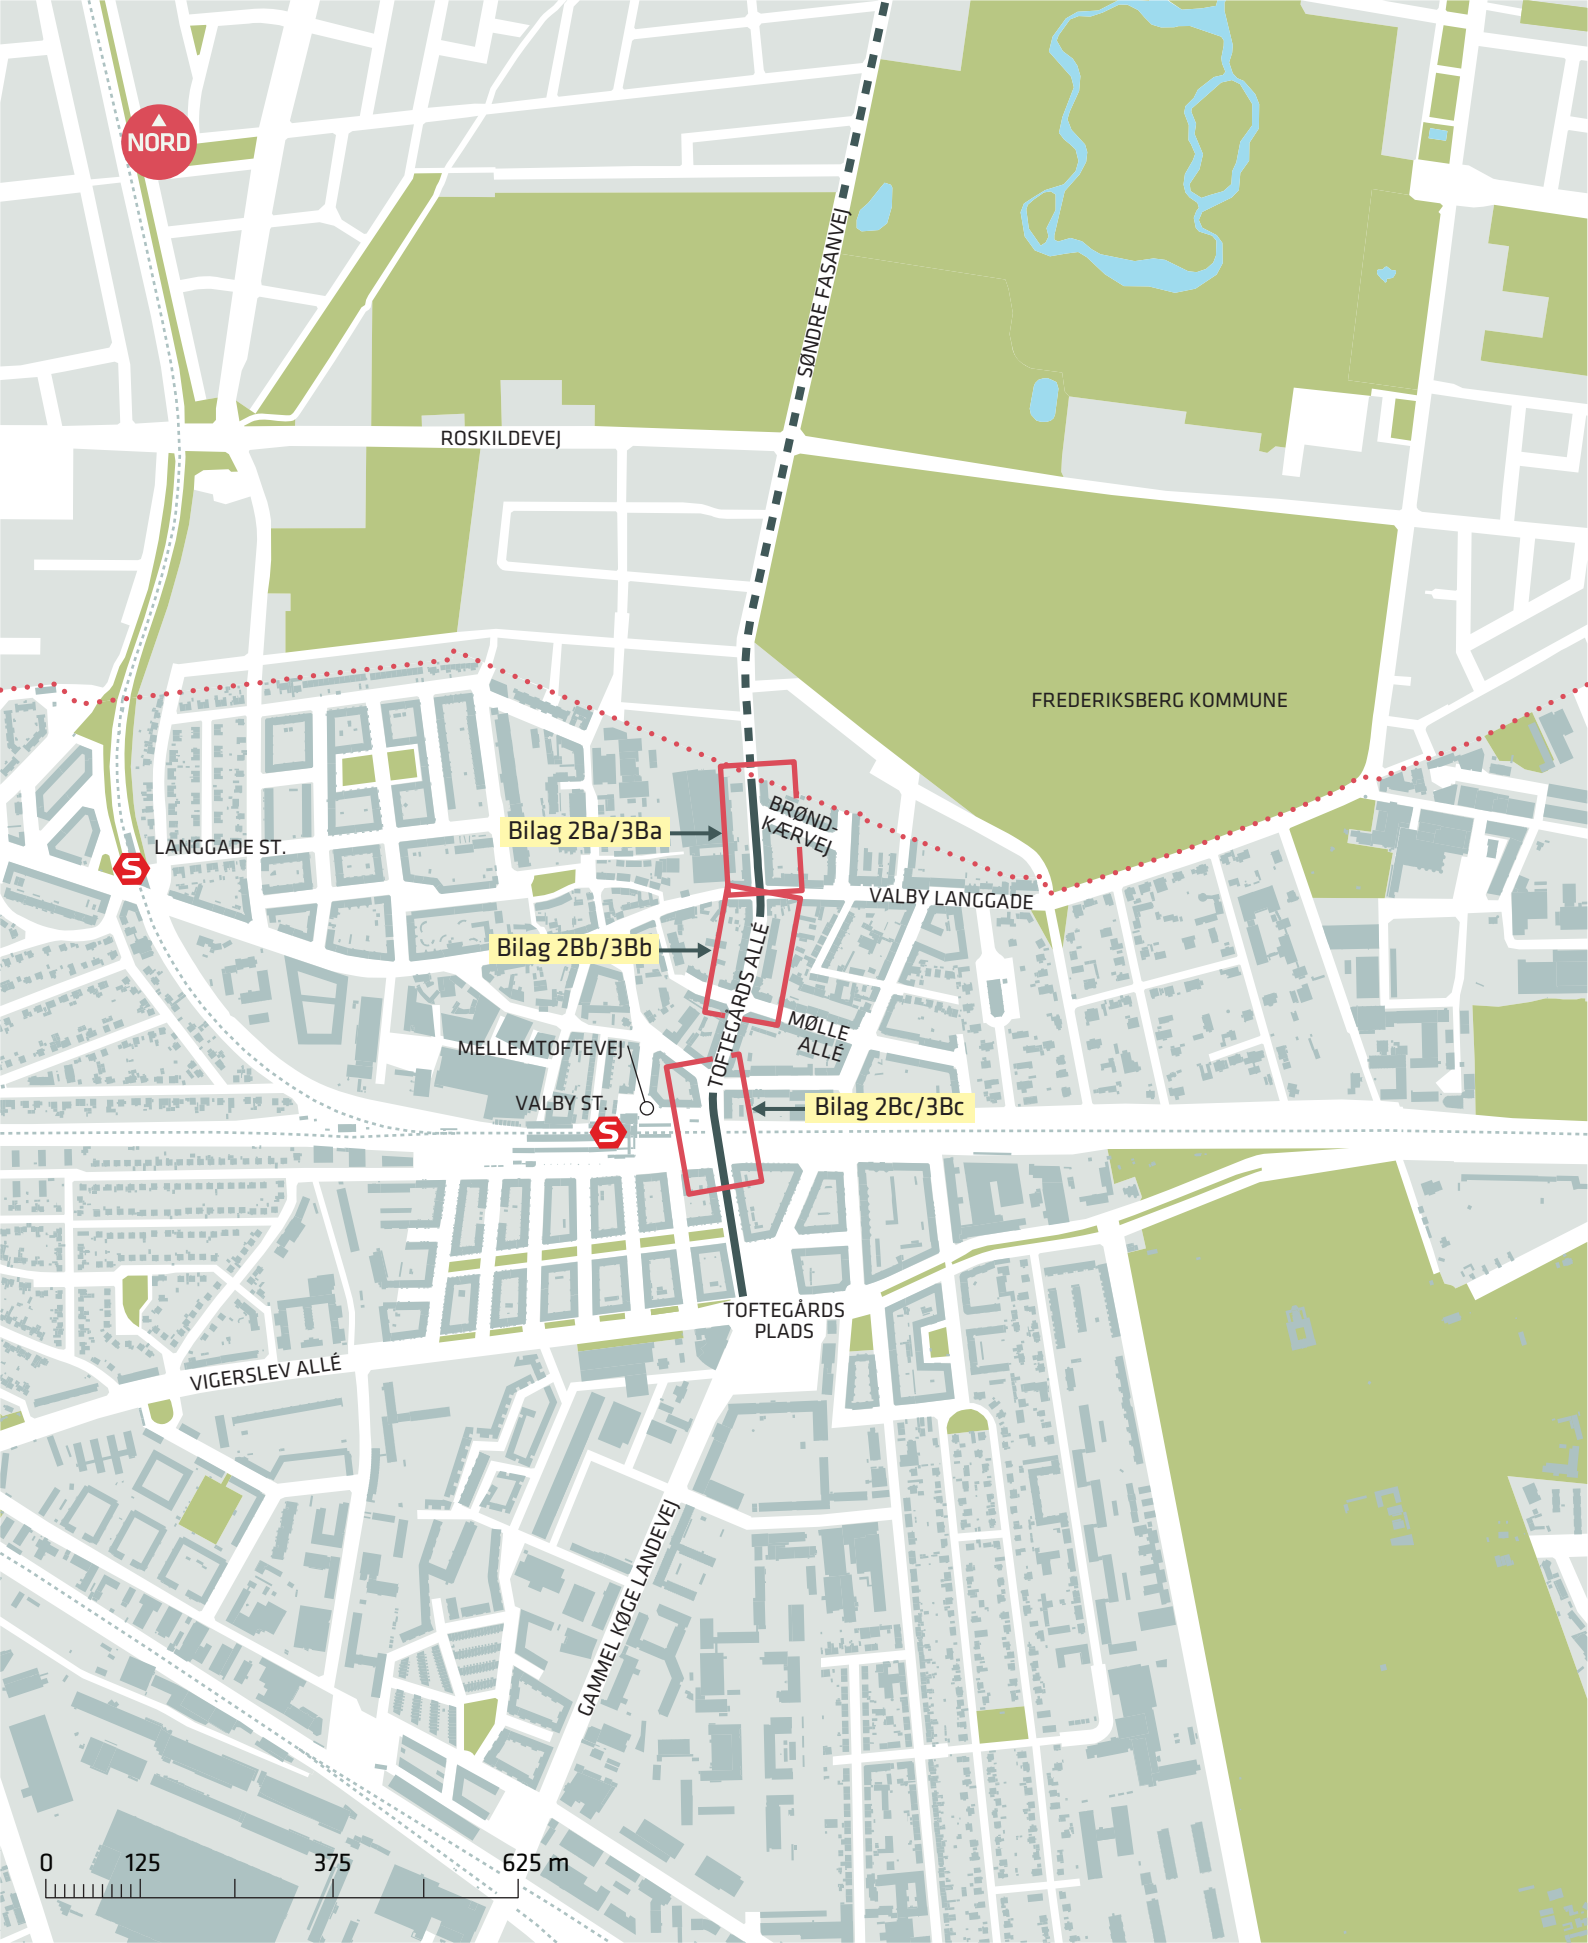 NORD
SØNDRE FASANVEJ
ROSKILDEVEJ
FREDERIKSBERG KOMMUNE
BRØND-
KÆRVEJ
Bilag 2Ba/3Ba
LANGGADE ST.
S
VALBY LANGGADE
Bilag 2Bb/3Bb
TOFTEGÅRDS ALLÉ
MØLLE
ALLÉ
MELLEMTOFTEVEJ
VALBY ST.
S
Bilag 2Bc/3Bc
TOFTEGÅRDS
PLADS
VIGERSLEV ALLÉ
GAMMEL KØGE LANDEVEJ
0 125 375 625 m